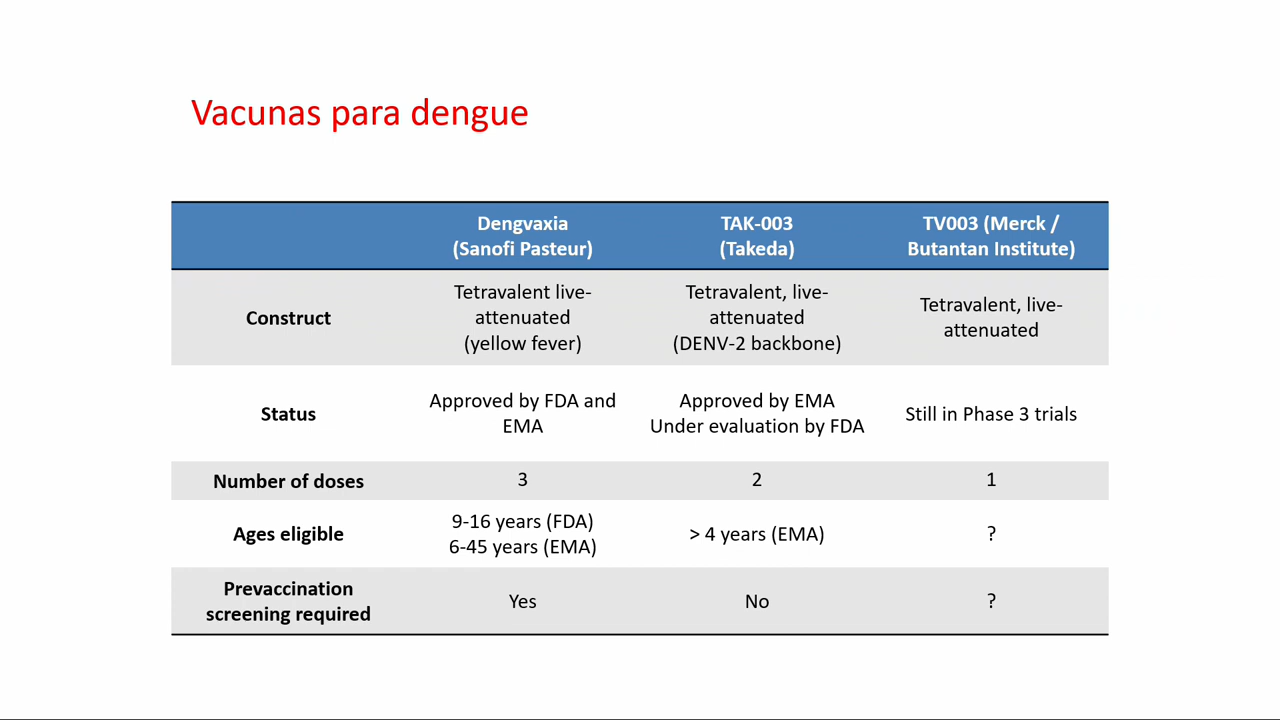 Vacunas para dengue
Dengvaxia
(Sanofi Pasteur)
TAK-003
(Takeda)
TV003 (Merck /
Butantan Institute)
Construct
Tetravalent live-
attenuated
(yellow fever)
Tetravalent, live-
attenuated
(DENV-2 backbone)
Tetravalent, live-
attenuated
Status
Approved by FDA and
EMA
Approved by EMA
Under evaluation by FDA
Still in Phase 3 trials
Number of doses
3
2
1
Ages eligible
9-16 years (FDA)
6-45 years (EMA)
> 4 years (EMA)
?
Prevaccination
screening required
Yes
No
?